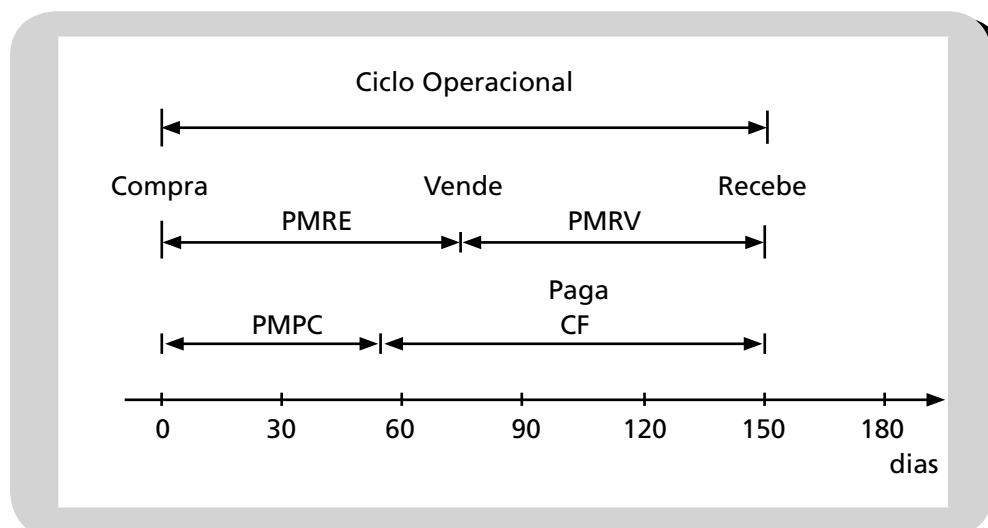 Ciclo Operacional
Compra Vende Recebe
PMRE PMRV
Paga
PMPC CF
0 30 60 90 120 150 180
dias